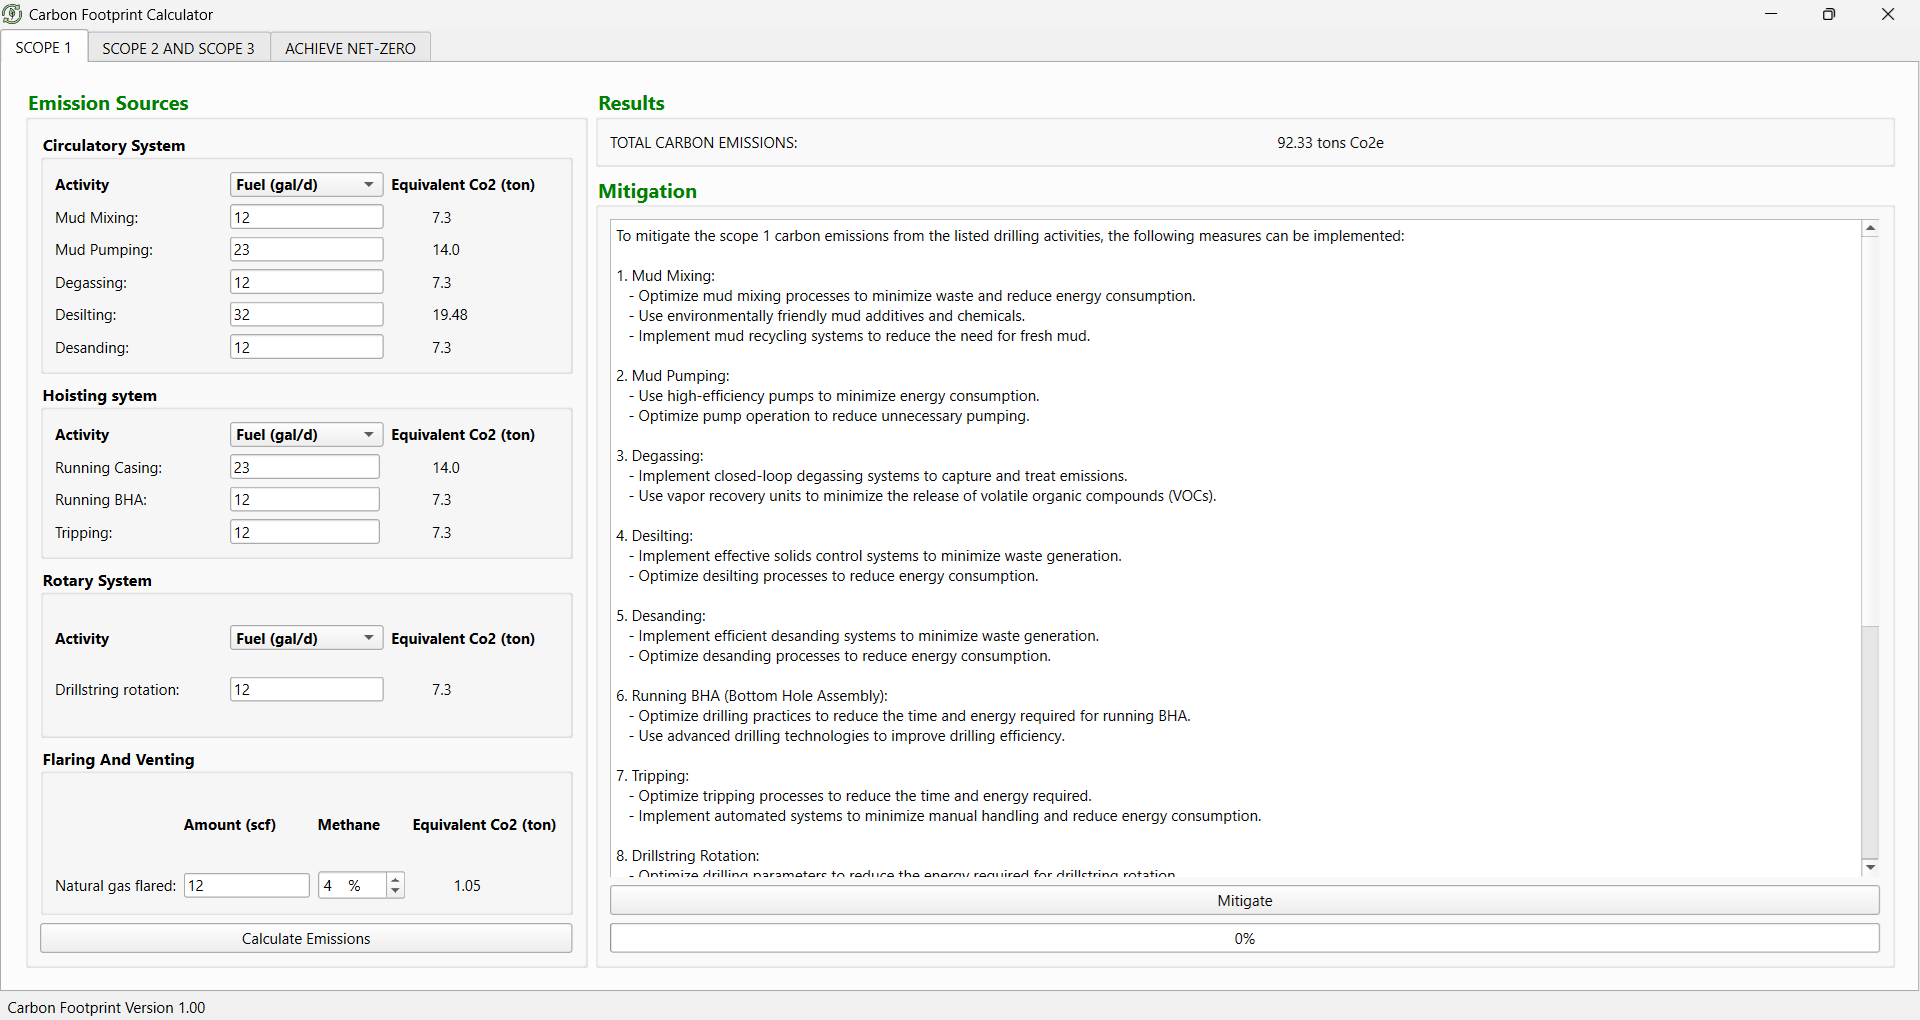 Carbon Footprint Calculator
SCOPE 1 SCOPE 2 AND SCOPE 3 ACHIEVE NET-ZERO
Emission Sources
Circulatory System
Activity Fuel (gal/d) Equivalent Co2 (ton)
Mud Mixing: 12 7.3
Mud Pumping: 23 14.0
Degassing: 12 7.3
Desilting: 32 19.48
Desanding: 12 7.3
Hoisting sytem
Activity Fuel (gal/d) Equivalent Co2 (ton)
Running Casing: 23 14.0
Running BHA: 12 7.3
Tripping: 12 7.3
Rotary System
Activity Fuel (gal/d) Equivalent Co2 (ton)
Drillstring rotation: 12 7.3
Flaring And Venting
Amount (scf) Methane Equivalent Co2 (ton)
Natural gas flared: 12 4 % 1.05
Calculate Emissions
Results
TOTAL CARBON EMISSIONS: 92.33 tons Co2e
Mitigation
To mitigate the scope 1 carbon emissions from the listed drilling activities, the following measures can be implemented:
1. Mud Mixing:
- Optimize mud mixing processes to minimize waste and reduce energy consumption.
- Use environmentally friendly mud additives and chemicals.
- Implement mud recycling systems to reduce the need for fresh mud.
2. Mud Pumping:
- Use high-efficiency pumps to minimize energy consumption.
- Optimize pump operation to reduce unnecessary pumping.
3. Degassing:
- Implement closed-loop degassing systems to capture and treat emissions.
- Use vapor recovery units to minimize the release of volatile organic compounds (VOCs).
4. Desilting:
- Implement effective solids control systems to minimize waste generation.
- Optimize desilting processes to reduce energy consumption.
5. Desanding:
- Implement efficient desanding systems to minimize waste generation.
- Optimize desanding processes to reduce energy consumption.
6. Running BHA (Bottom Hole Assembly):
- Optimize drilling practices to reduce the time and energy required for running BHA.
- Use advanced drilling technologies to improve drilling efficiency.
7. Tripping:
- Optimize tripping processes to reduce the time and energy required.
- Implement automated systems to minimize manual handling and reduce energy consumption.
8. Drillstring Rotation:
- Optimize drilling parameters to reduce the energy required for drillstring rotation
Mitigate
0%
Carbon Footprint Version 1.00